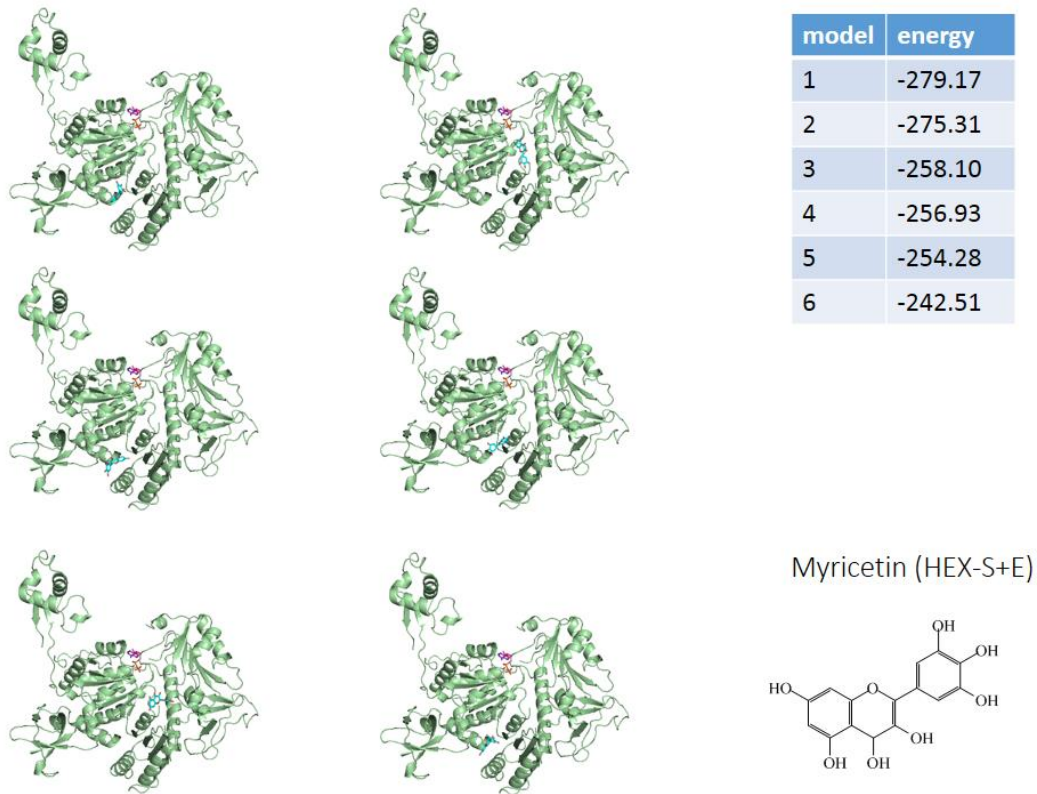 model energy
1 -279.17
2 -275.31
3 -258.10
4 -256.93
5 -254.28
6 -242.51
Myricetin (HEX-S+E)
OH
OH
HO
O
OH
OH
OH OH